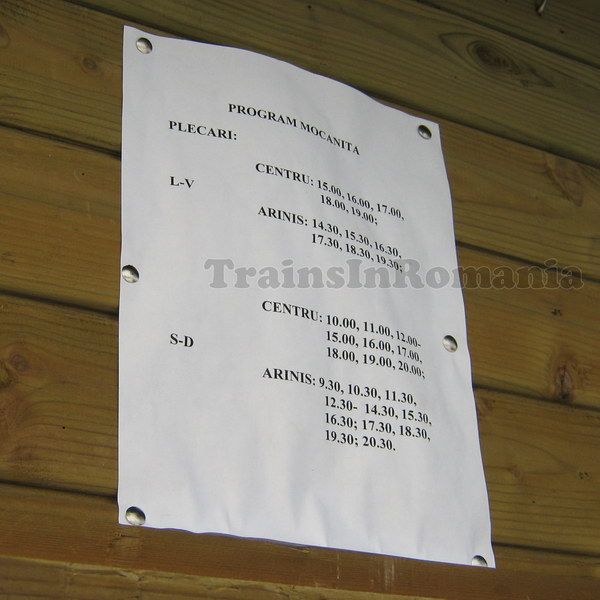 PROGRAM MOCANITA
PLECARI:
CENTRU: 15.00, 16.00, 17.00,
L-V
18.00, 19.00;
ARINIS: 14.30, 15.30, 16.30,
17.30, 18.30, 19.30;
TrainsInRomania
CENTRU: 10.00, 11.00, 12.00-
S-D
15.00, 16.00, 17.00,
18.00, 19.00, 20.00;
ARINIS: 9.30, 10.30, 11.30,
12.30- 14.30, 15.30,
16.30; 17.30, 18.30,
19.30; 20.30.